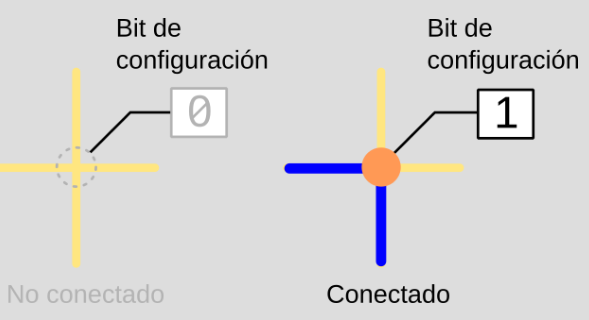 Bit de
configuración
0
No conectado
Bit de
configuración
1
Conectado